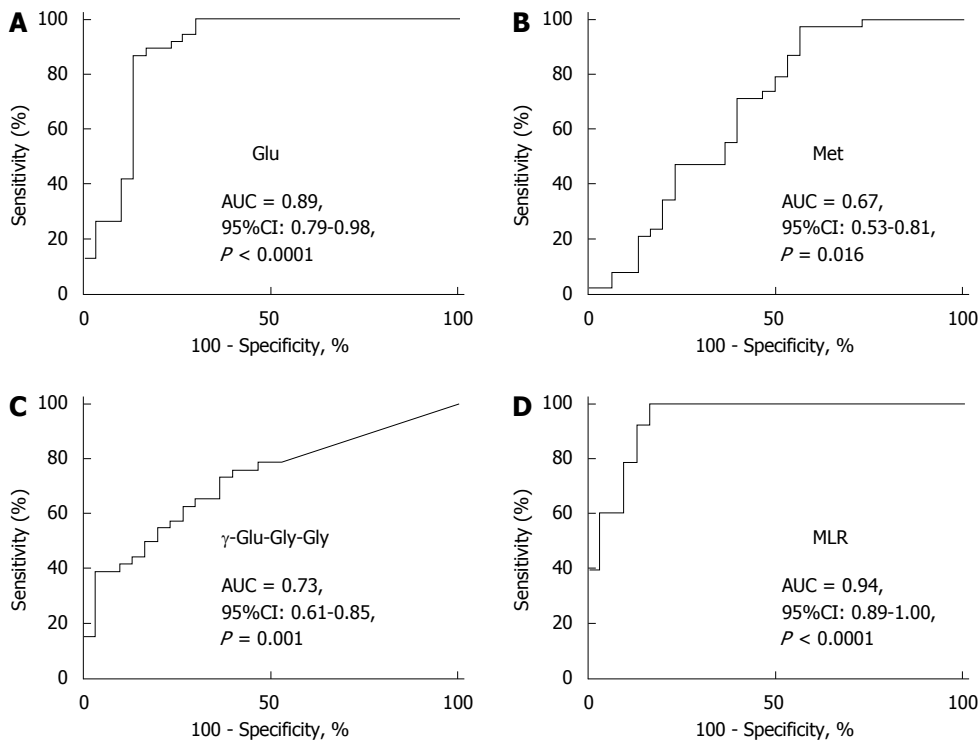 A
100
80
60
40
20
0
Sensitivity (%)
Glu
AUC = 0.89,
95%CI: 0.79-0.98,
P < 0.0001
0 50 100
100 - Specificity, %
B
100
80
60
40
20
0
Sensitivity (%)
Met
AUC = 0.67,
95%CI: 0.53-0.81,
P = 0.016
0 50 100
100 - Specificity, %
C
100
80
60
40
20
0
Sensitivity (%)
γ-Glu-Gly-Gly
AUC = 0.73,
95%CI: 0.61-0.85,
P = 0.001
0 50 100
100 - Specificity, %
D
100
80
60
40
20
0
Sensitivity (%)
MLR
AUC = 0.94,
95%CI: 0.89-1.00,
P < 0.0001
0 50 100
100 - Specificity, %